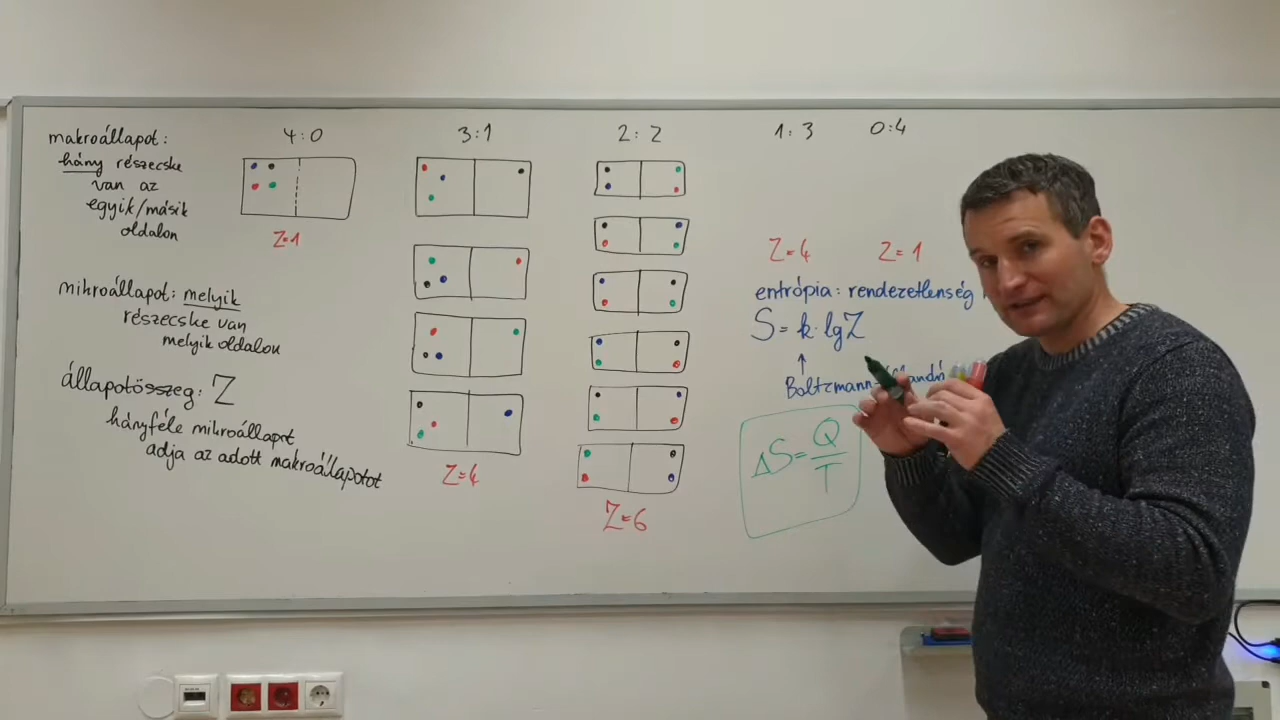 makroállapot:
hány részecske
van az
egyik/másik
oldalon
mikroállapot: melyik
részecske van
melyik oldalon
állapotösszeg: Z
hányféle mikroállapot
adja az adott makroállapotot
4:0
Z=1
3:1
Z=4
2:2
Z=6
1:3
Z=4
0:4
Z=1
entrópia: rendezetlenség
S=k·lgZ
↑
ΔS=Q/T